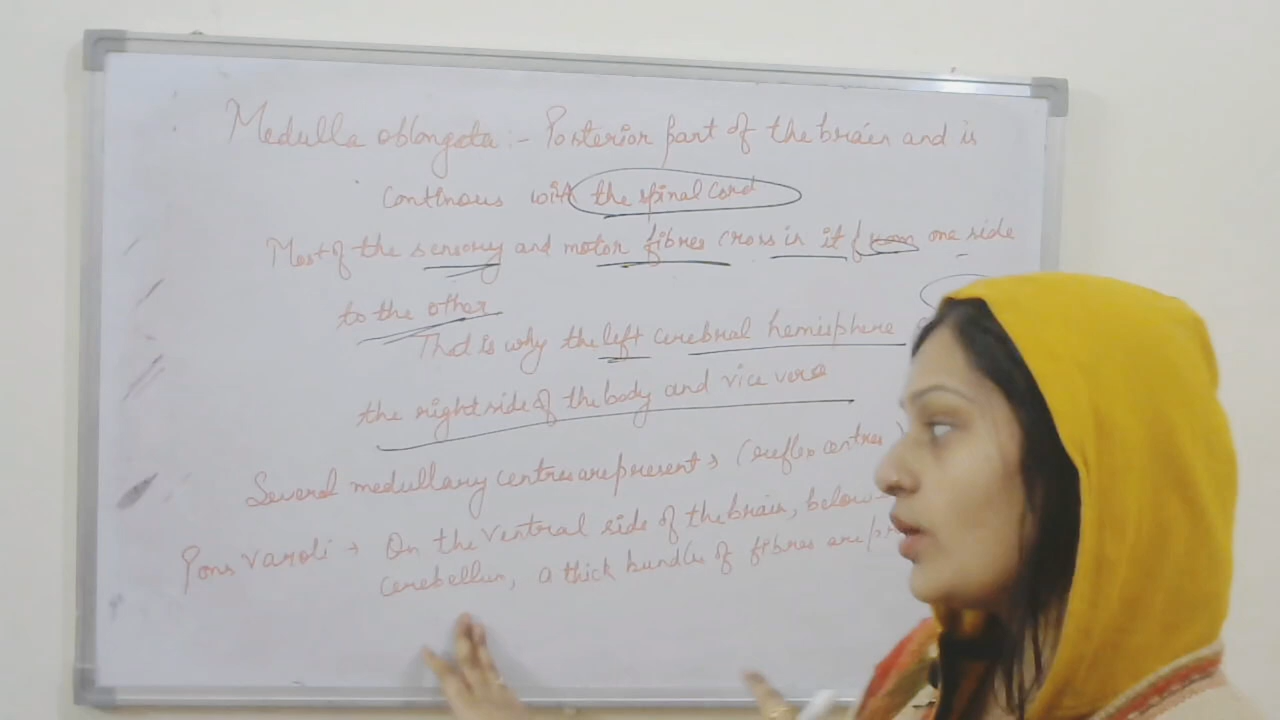 Medulla oblongata :- Posterior part of the brain and is
continous with the spinal cord
Most of the sensory and motor fibres cross in it from one side
to the other
That is why the left cerebral hemisphere
the right side of the body and vice versa
Several medullary centres are present → (reflex centres)
Pons varoli → On the ventral side of the brain, below
cerebellum, a thick bundle of fibres are